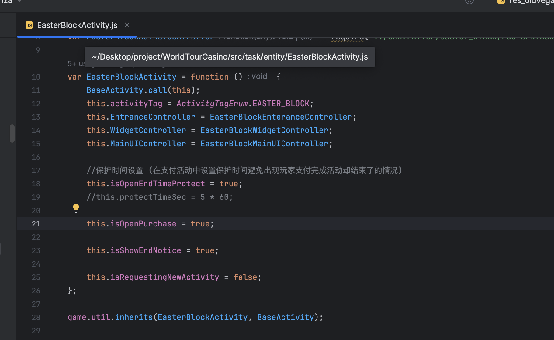 EasterBlockActivity.js ×
9
~/Desktop/project/WorldTourCasino/src/task/entity/EasterBlockActivity.js
10 var EasterBlockActivity = function () :void {
11 BaseActivity.call(this);
12 this.activityTag = ActivityTagEnum.EASTER_BLOCK;
13 this.EntranceController = EasterBlockEnteranceController;
14 this.WidgetController = EasterBlockWidgetController;
15 this.MainUIController = EasterBlockMainUIController;
16
17 //保护时间设置 (在支付活动中设置保护时间避免出现玩家支付完成活动却结束了的情况)
18 this.isOpenEndTimeProtect = true;
19 //this.protectTimeSec = 5 * 60;
20
21 this.isOpenPurchase = true;
22
23 this.isShowEndNotice = true;
24
25 this.isRequestingNewActivity = false;
26 };
27
28 game.util.inherits(EasterBlockActivity, BaseActivity);
29